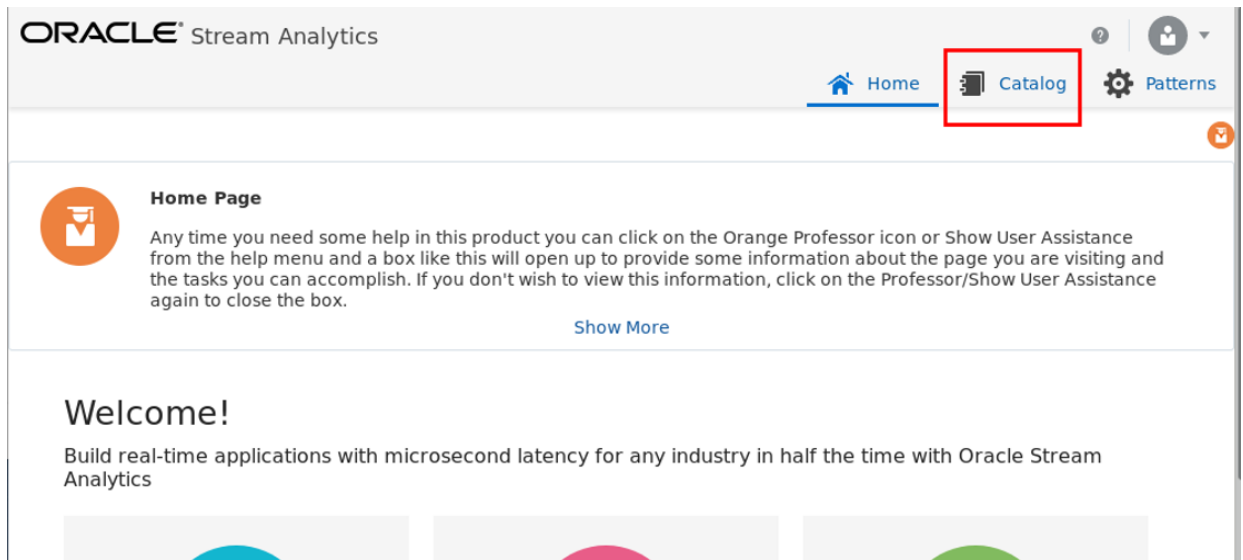 ORACLE® Stream Analytics
Home Catalog Patterns
Home Page
Any time you need some help in this product you can click on the Orange Professor icon or Show User Assistance
from the help menu and a box like this will open up to provide some information about the page you are visiting and
the tasks you can accomplish. If you don't wish to view this information, click on the Professor/Show User Assistance
again to close the box.
Show More
Welcome!
Build real-time applications with microsecond latency for any industry in half the time with Oracle Stream
Analytics